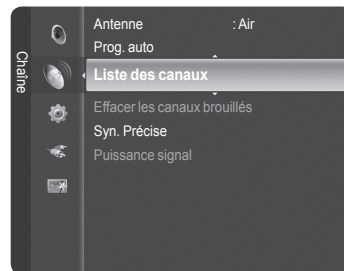 Chaîne
Antenne : Air
Prog. auto
Liste des canaux
Effacer les canaux brouillés
Syn. Précise
Puissance signal